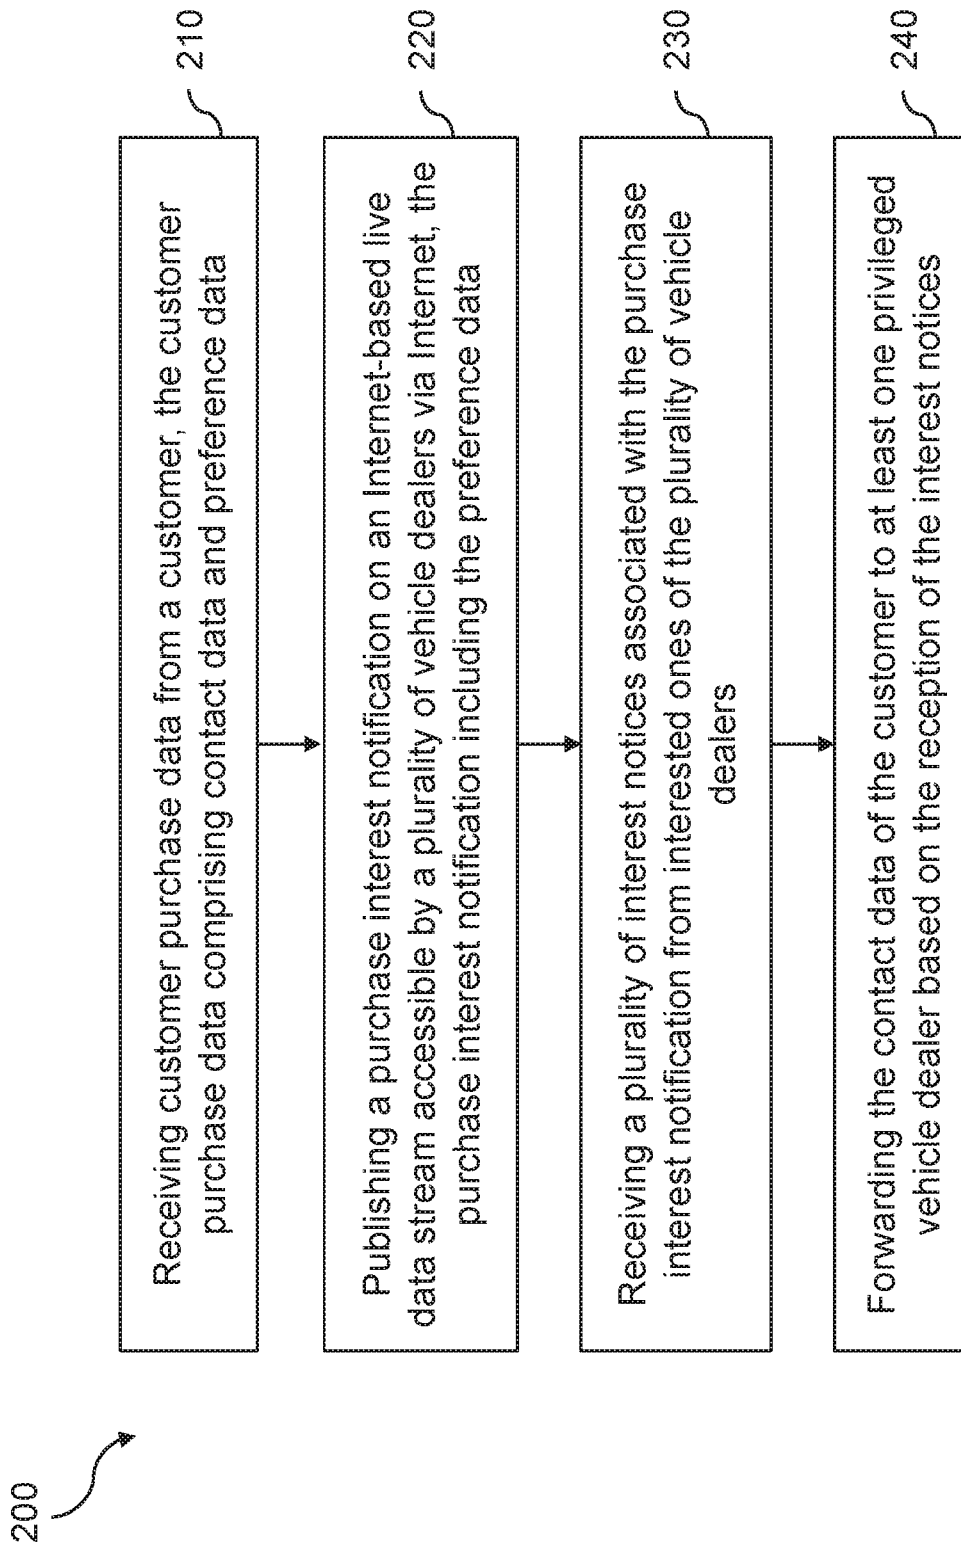 200
Receiving customer purchase data from a customer, the customer
purchase data comprising contact data and preference data
210
Publishing a purchase interest notification on an Internet-based live
data stream accessible by a plurality of vehicle dealers via Internet, the
purchase interest notification including the preference data
220
Receiving a plurality of interest notices associated with the purchase
interest notification from interested ones of the plurality of vehicle
dealers
230
Forwarding the contact data of the customer to at least one privileged
vehicle dealer based on the reception of the interest notices
240